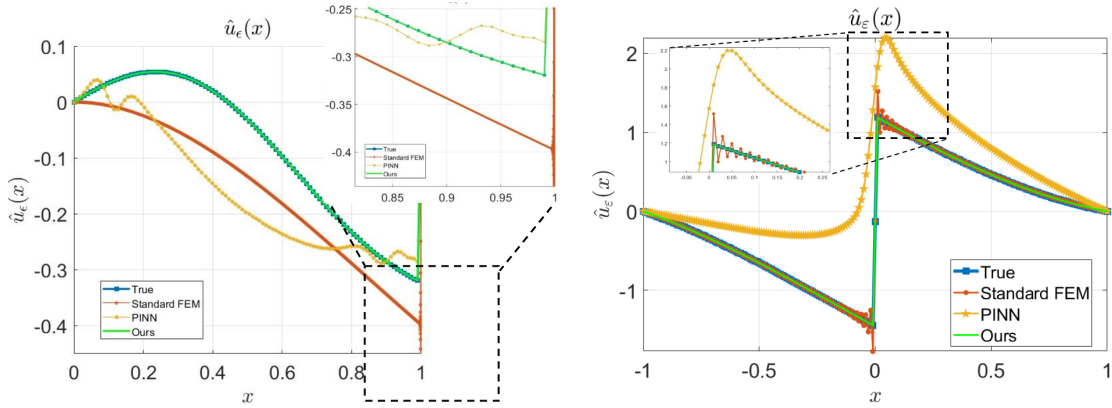 û_ϵ(x)
0.1
0
-0.1
-0.2
-0.3
-0.4
û_ϵ(x)
0
0.2
0.4
0.6
0.8
1
x
True
Standard FEM
PINN
Ours
-0.25
-0.3
-0.35
-0.4
0.85
0.9
0.95
1
True
Standard FEM
PINN
Ours
û_ε(x)
2
1
0
-1
û_ε(x)
-1
-0.5
0
0.5
1
x
True
Standard FEM
PINN
Ours
2.2
2
1.8
1.6
1.4
1.2
1
-0.05
0
0.05
0.1
0.15
0.2
0.25